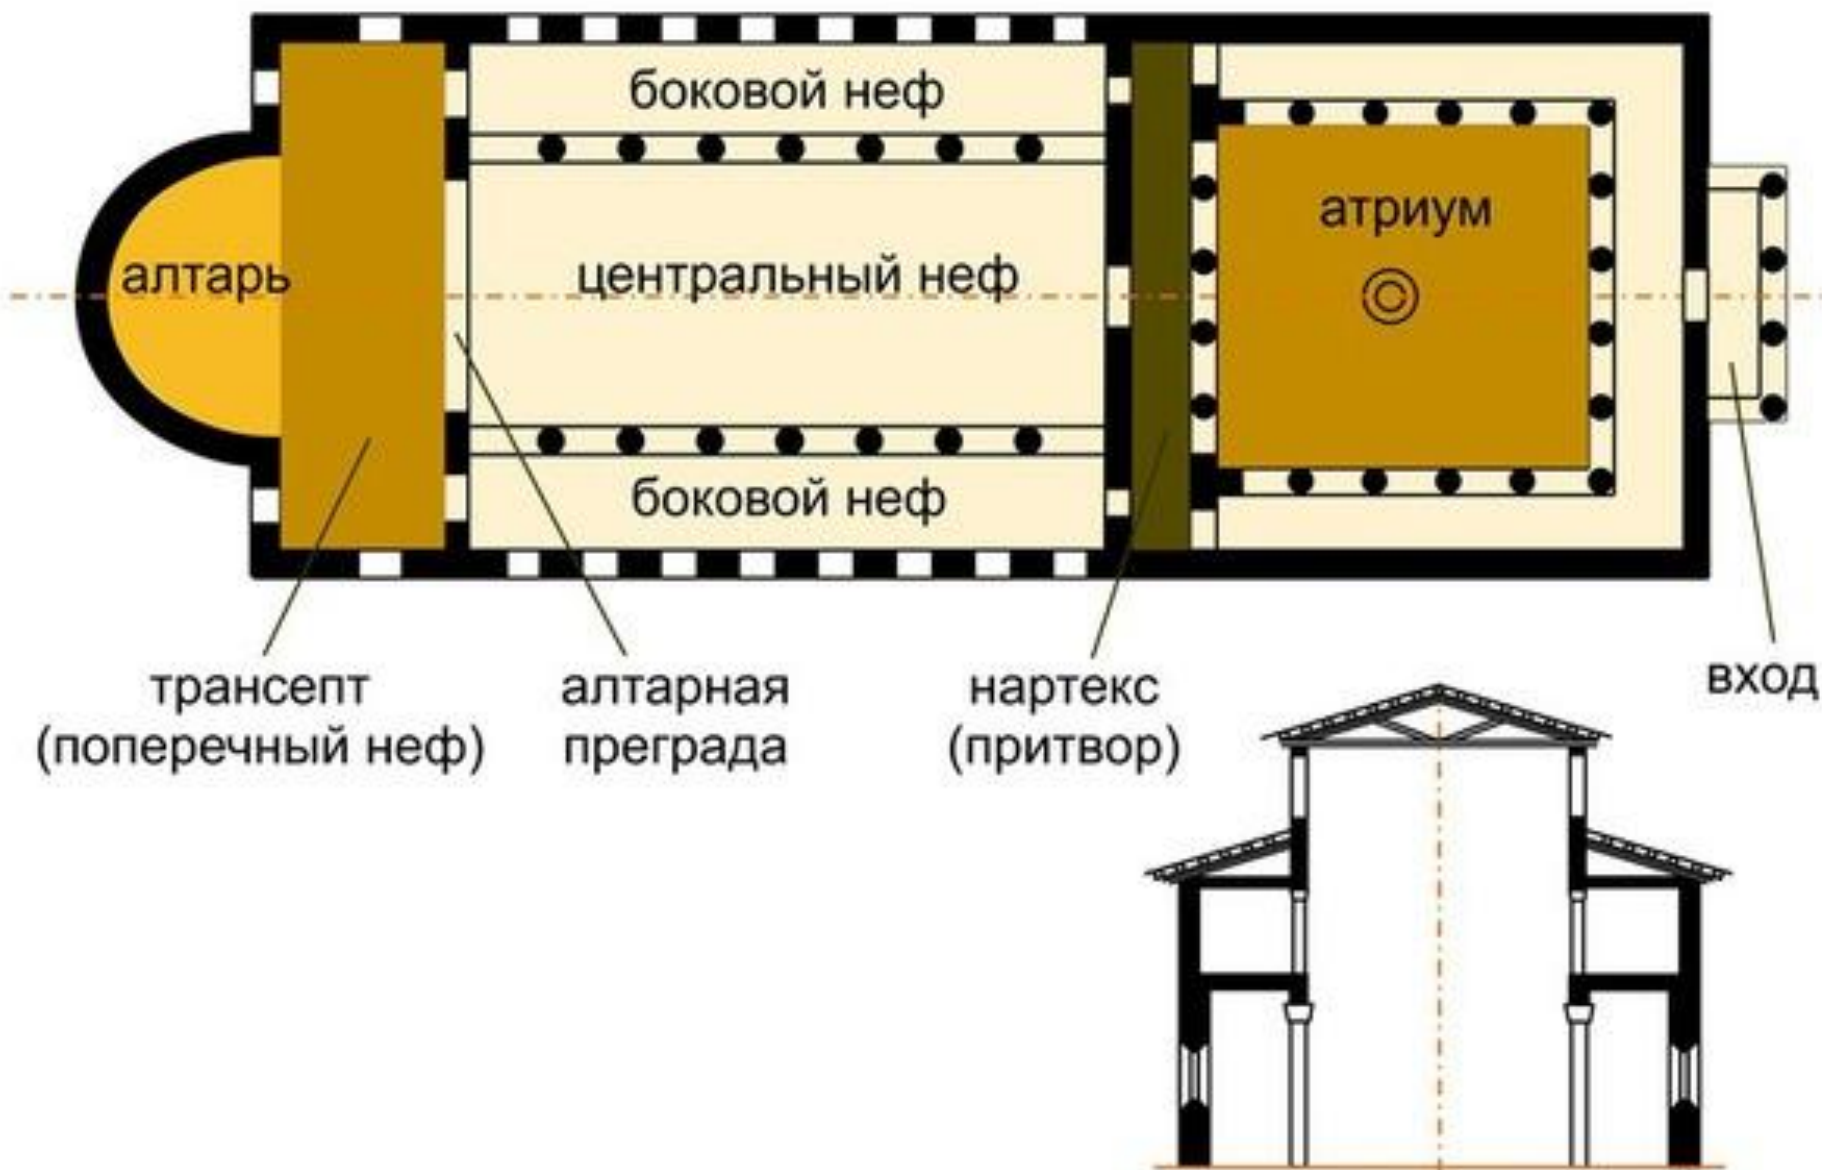 боковой неф
атриум
алтарь
центральный неф
боковой неф
трансепт
(поперечный неф)
алтарная
преграда
нартекс
(притвор)
вход